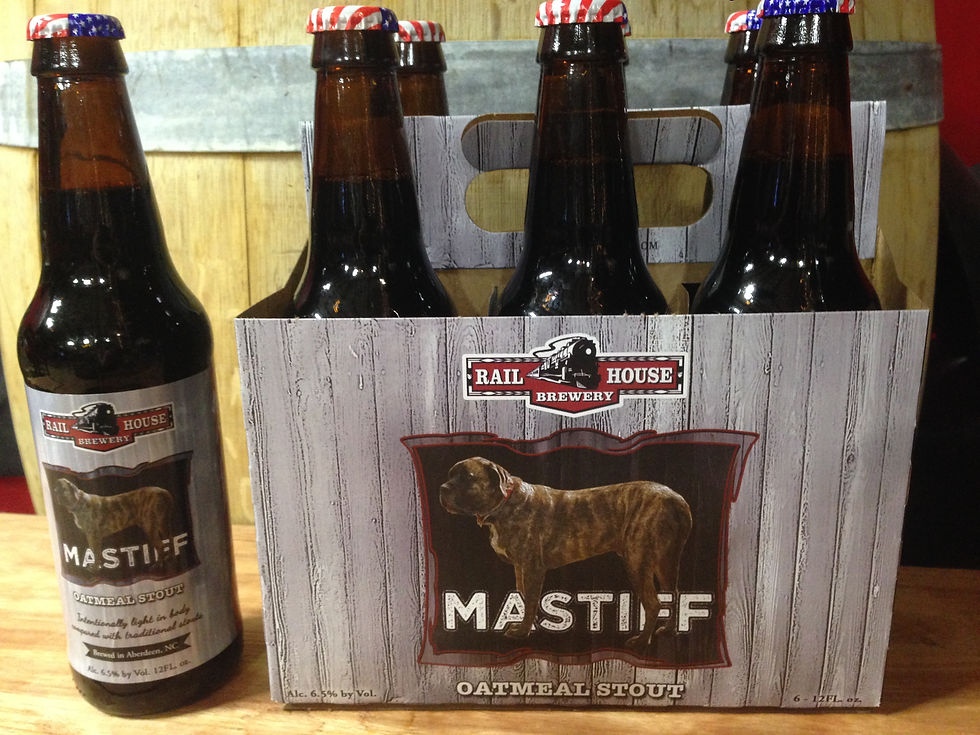 RAIL HOUSE
BREWERY
MASTIFF
OATMEAL STOUT
Intentionally light in body
compared with traditional stouts
Brewed in Aberdeen, NC
Alc. 6.5% by Vol. 12FL. oz.
RAIL HOUSE
BREWERY
MASTIFF
OATMEAL STOUT
Alc. 6.5% by Vol.
6 - 12FL. oz.